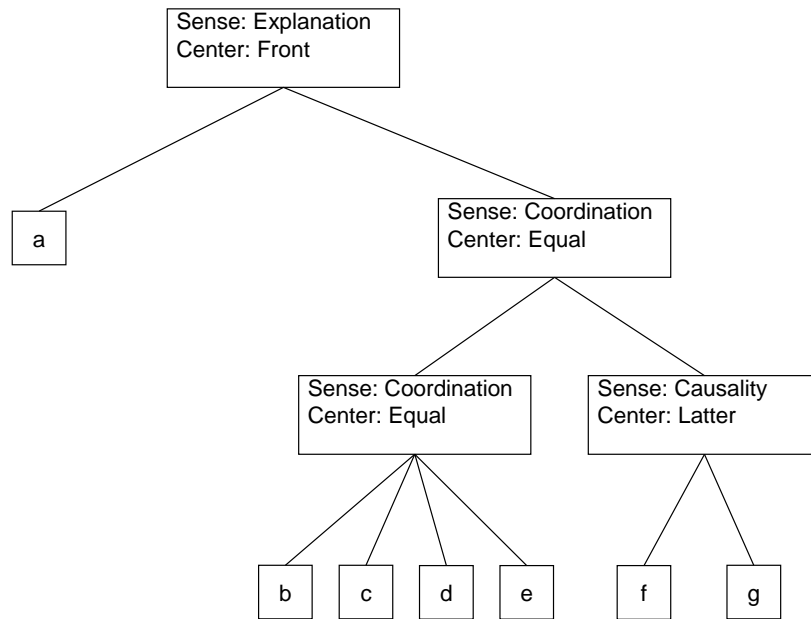 Sense: Explanation
Center: Front
a
Sense: Coordination
Center: Equal
Sense: Coordination
Center: Equal
Sense: Causality
Center: Latter
b
c
d
e
f
g